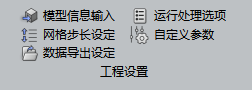 模型信息输入 运行处理选项
网格步长设定 自定义参数
数据导出设定
工程设置